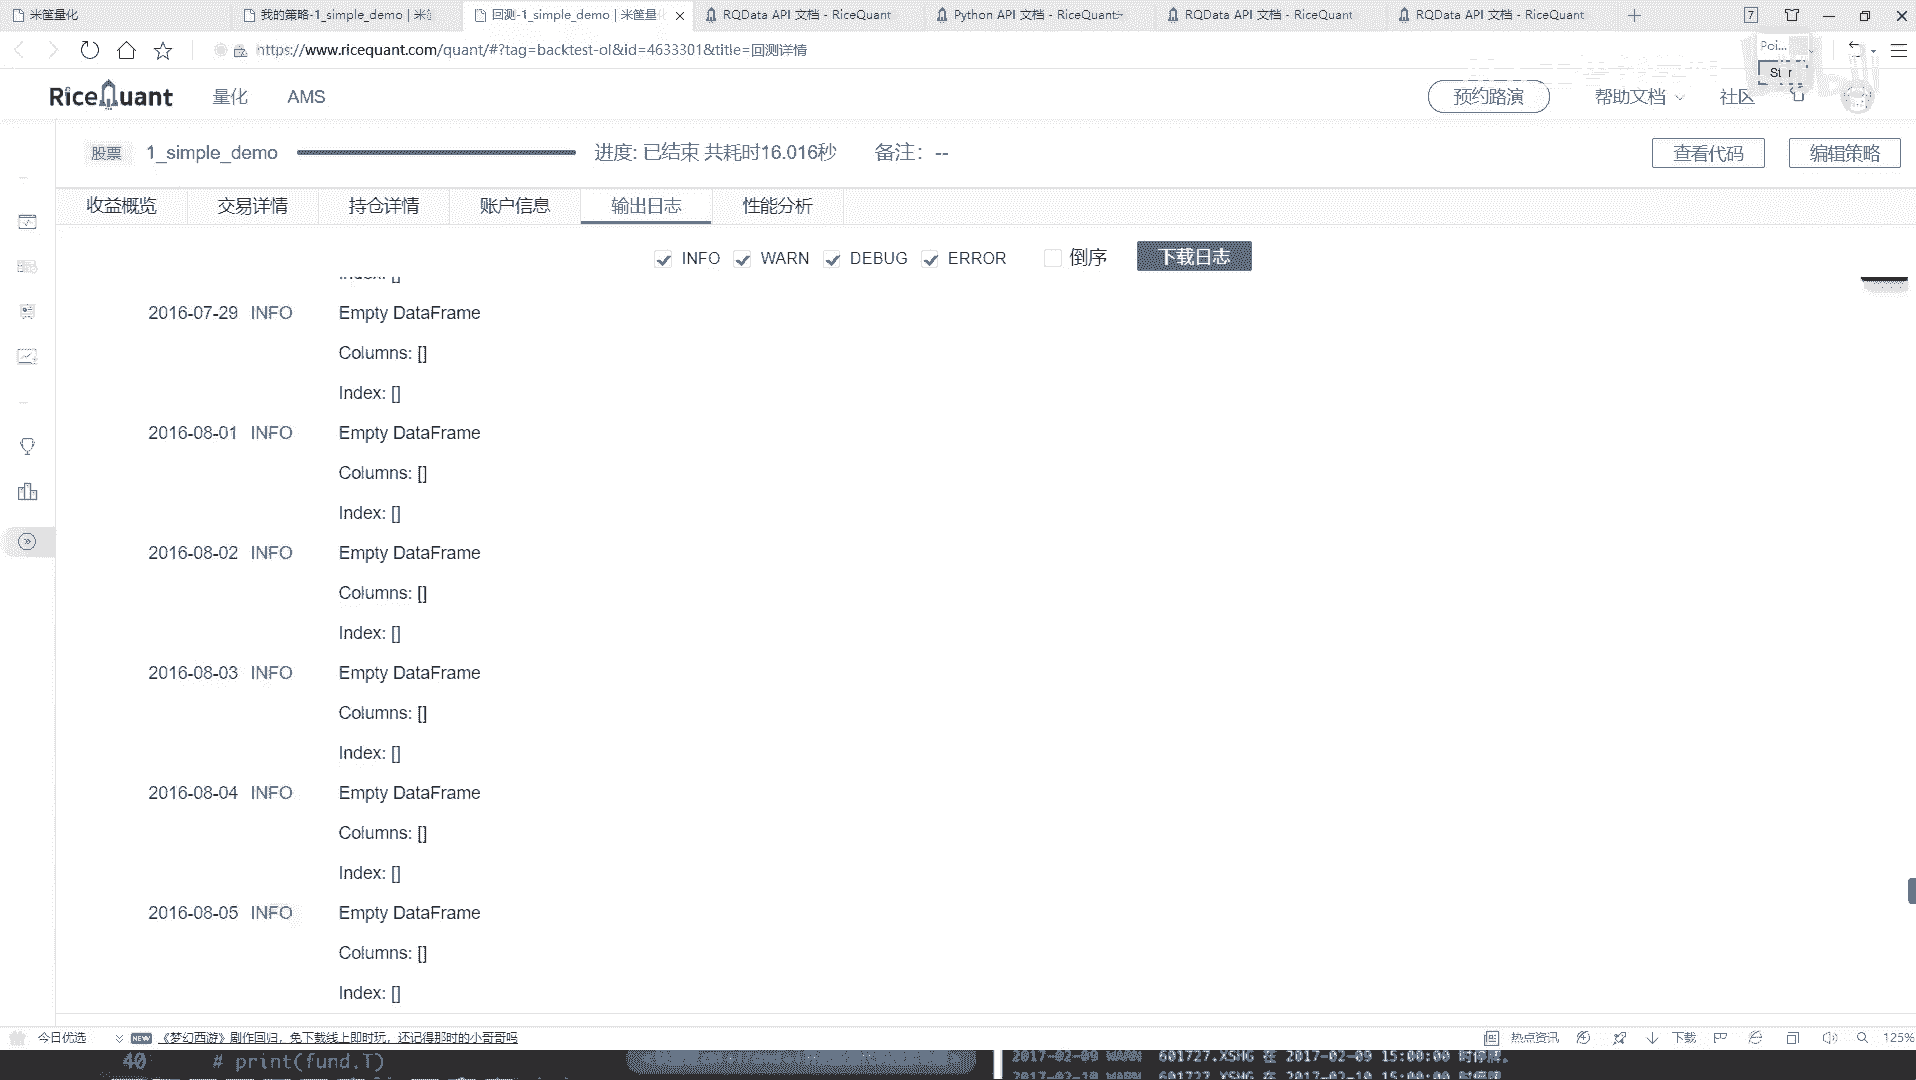 米筐量化
我的策略-1_simple_demo | 米筐
回测-1_simple_demo | 米筐量化
RQData API 文档 - RiceQuant
Python API 文档 - RiceQuant
RQData API 文档 - RiceQuant
RQData API 文档 - RiceQuant
7
https://www.ricequant.com/quant/#?tag=backtest-ol&id=4633301&title=回测详情
Poi...
RiceQuant
量化
AMS
预约路演
帮助文档
社区
股票
1_simple_demo
进度: 已结束 共耗时16.016秒
备注: --
查看代码
编辑策略
收益概览
交易详情
持仓详情
账户信息
输出日志
性能分析
INFO
WARN
DEBUG
ERROR
倒序
下载日志
Index: []
2016-07-29 INFO Empty DataFrame
Columns: []
Index: []
2016-08-01 INFO Empty DataFrame
Columns: []
Index: []
2016-08-02 INFO Empty DataFrame
Columns: []
Index: []
2016-08-03 INFO Empty DataFrame
Columns: []
Index: []
2016-08-04 INFO Empty DataFrame
Columns: []
Index: []
2016-08-05 INFO Empty DataFrame
Columns: []
Index: []
今日优选
NEW
《梦幻西游》剧作回归，免下载线上即时玩，还记得那时的小哥哥吗
热点资讯
下载
125%
40 # print(fund.T)
2017-02-09 WARN 601727.XSHG 在 2017-02-09 15:00:00 时停牌。
2017-02-10 WARN 601727.XSHG 在 2017-02-10 15:00:00 时停牌。